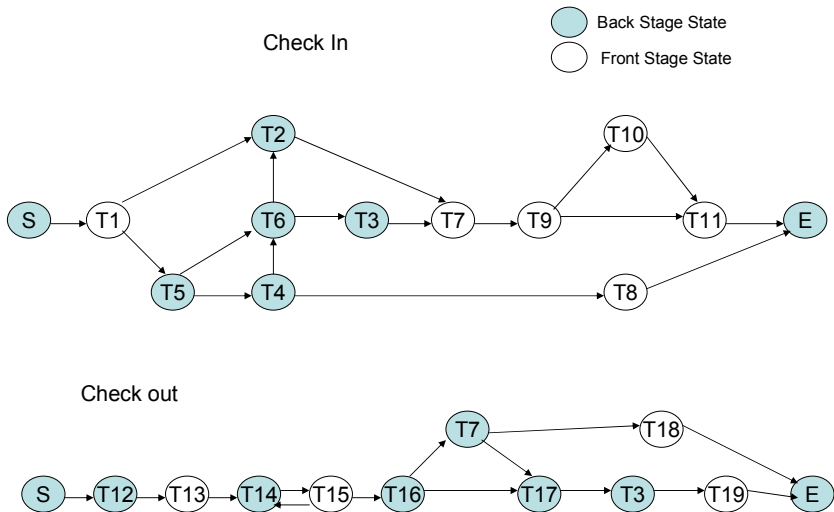 Back Stage State
Check In
Front Stage State
T2
T10
S
T1
T6
T3
T7
T9
T11
E
T5
T4
T8
Check out
T7
T18
S
T12
T13
T14
T15
T16
T17
T3
T19
E